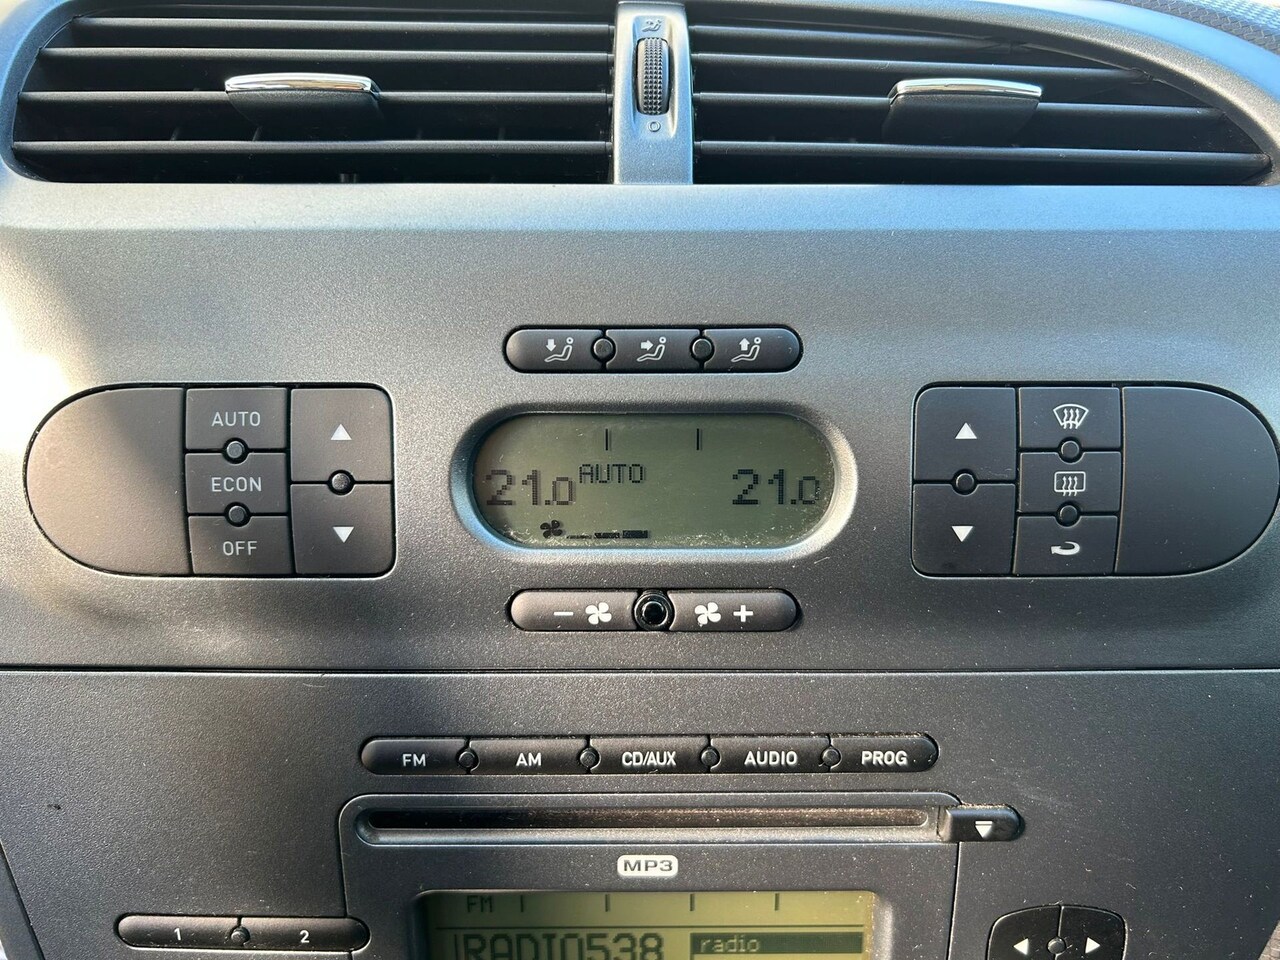 AUTO
ECON
OFF
21.0 AUTO 21.0
- +
FM AM CD/AUX AUDIO PROG
MP3
FM
1 2
RADIO538 radio